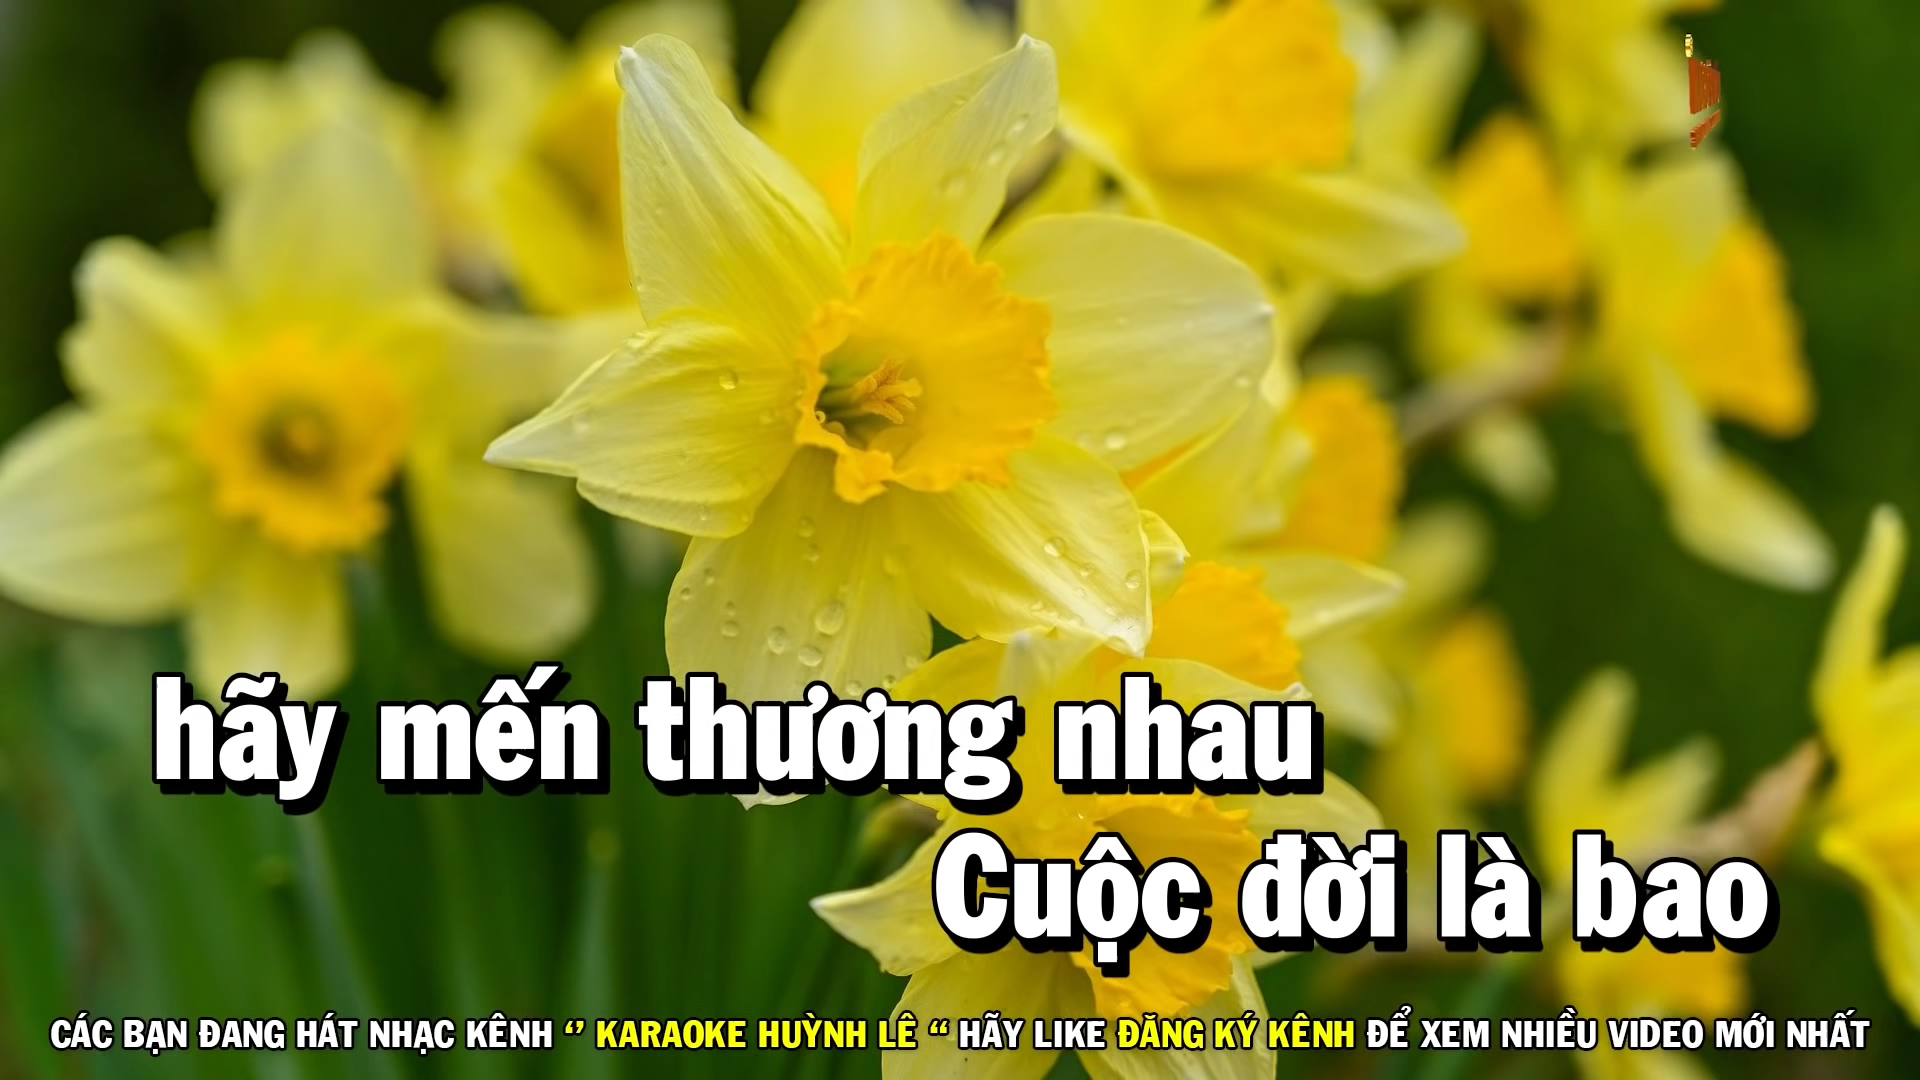 hãy mến thương nhau
Cuộc đời là bao
CÁC BẠN ĐANG HÁT NHẠC KÊNH “ KARAOKE HUỲNH LÊ “ HÃY LIKE ĐĂNG KÝ KÊNH ĐỂ XEM NHIỀU VIDEO MỚI NHẤT